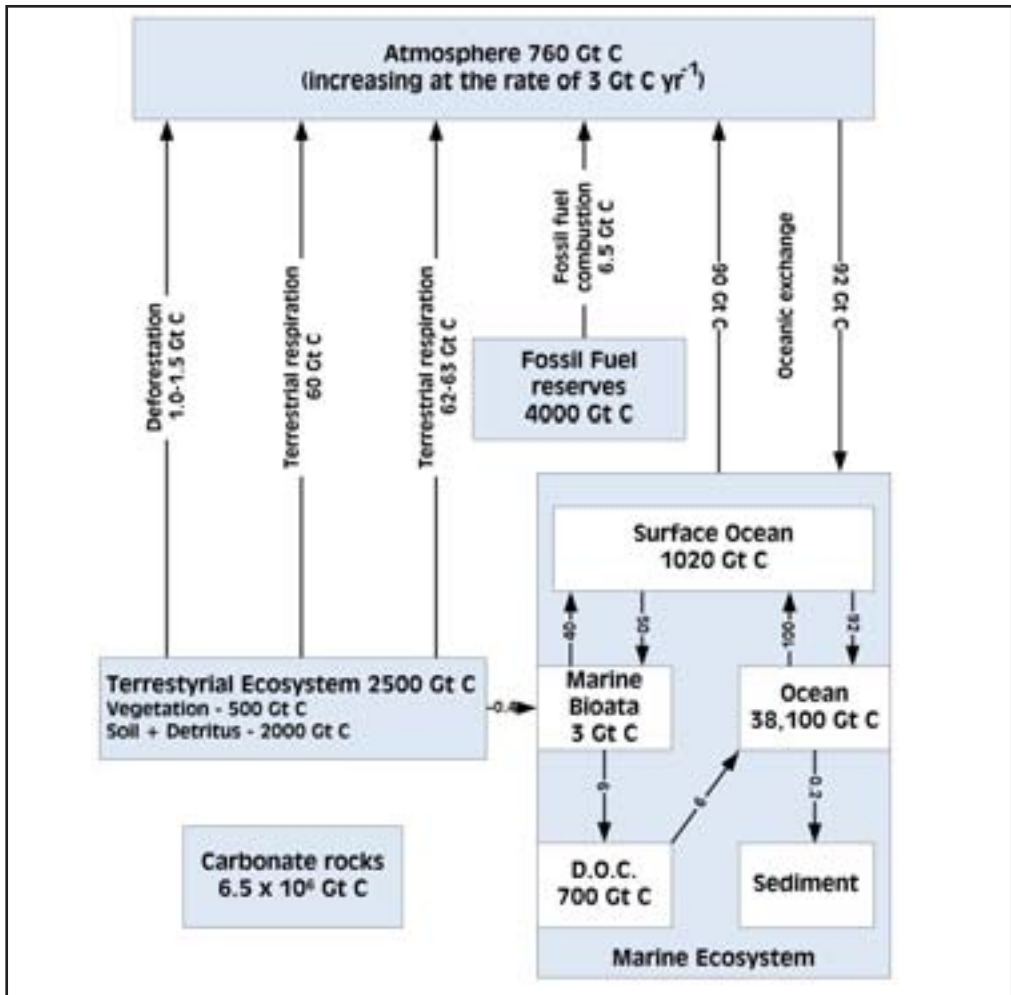 Atmosphere 760 Gt C
(increasing at the rate of 3 Gt C yr-1)
Deforestation
1.0-1.5 Gt C
Terrestrial respiration
60 Gt C
Terrestrial respiration
62-63 Gt C
Fossil fuel
combustion
6.5 Gt C
90 Gt C
Oceanic exchange
92 Gt C
Fossil Fuel
reserves
4000 Gt C
Surface Ocean
1020 Gt C
40
50
100
92
Terrestyrial Ecosystem 2500 Gt C
Vegetation - 500 Gt C
Soil + Detritus - 2000 Gt C
Marine
Bioata
3 Gt C
Ocean
38,100 Gt C
6
0.2
Carbonate rocks
6.5 x 10⁶ Gt C
D.O.C.
700 Gt C
Sediment
Marine Ecosystem